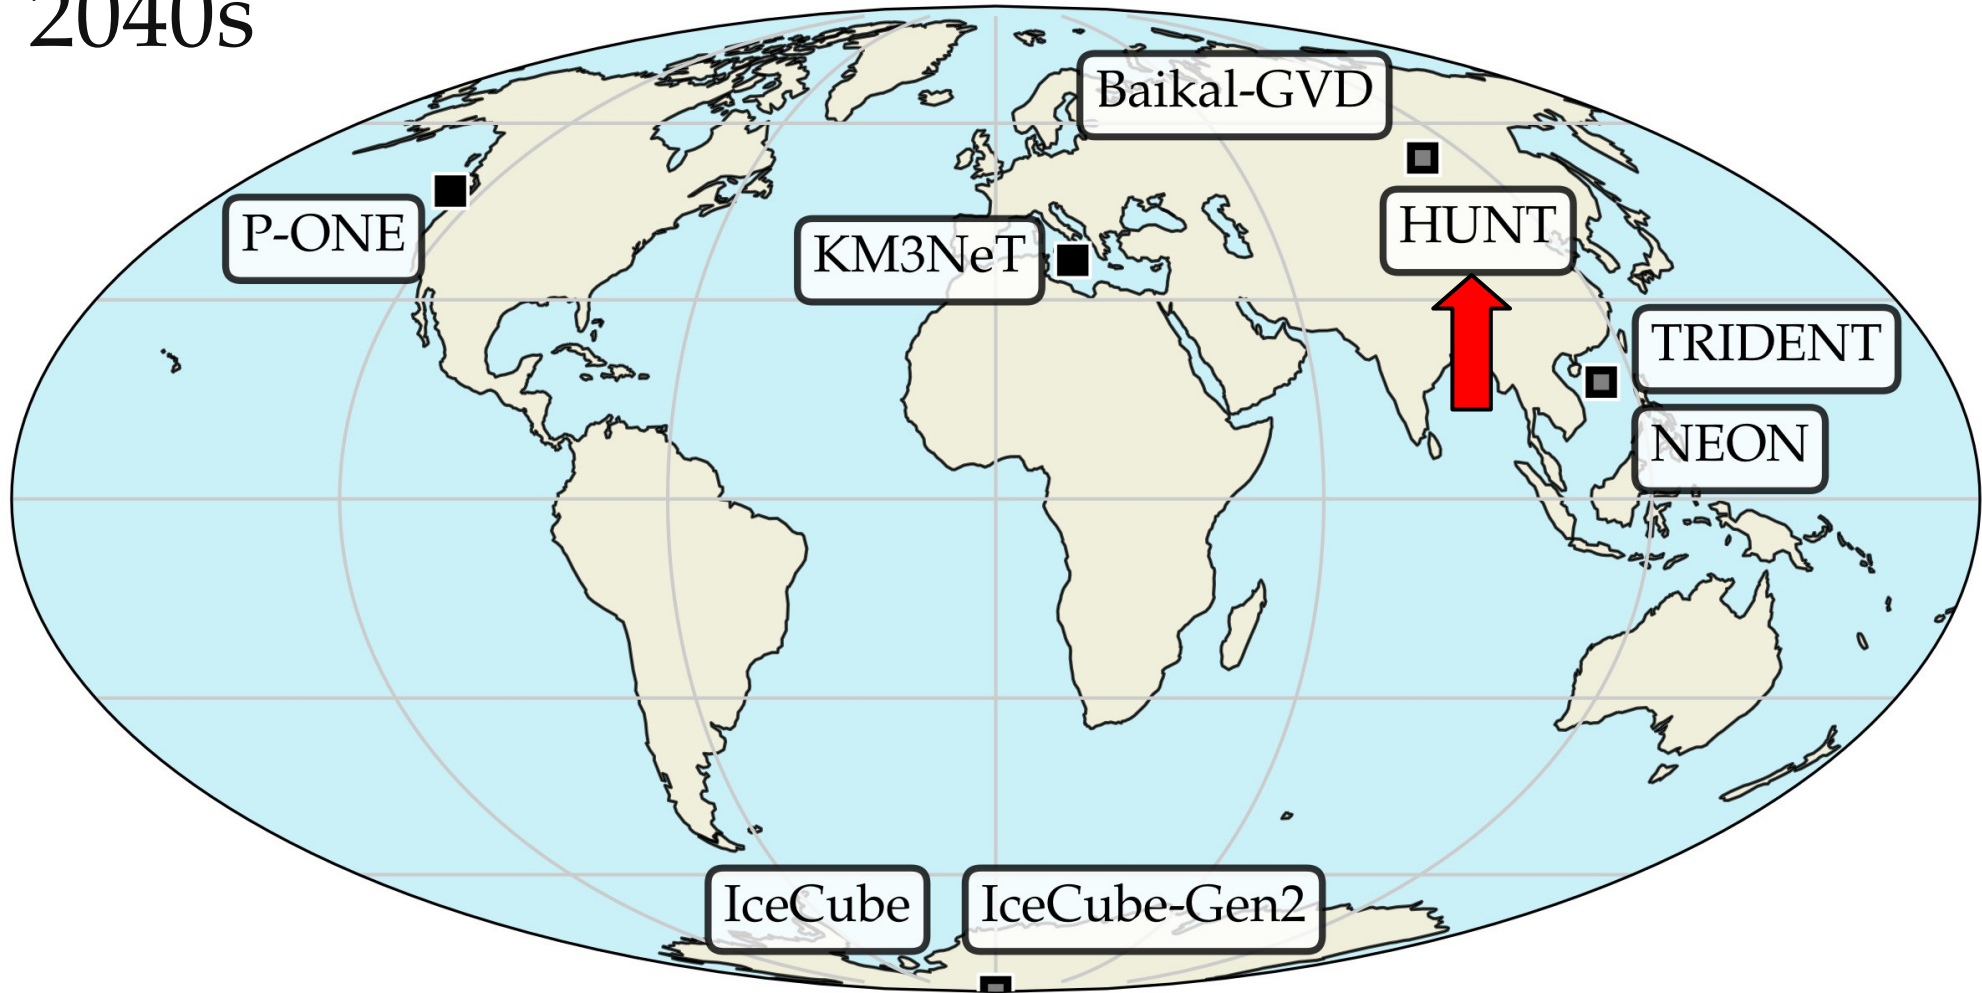 2040s
Baikal-GVD
P-ONE
KM3NeT
HUNT
TRIDENT
NEON
IceCube
IceCube-Gen2